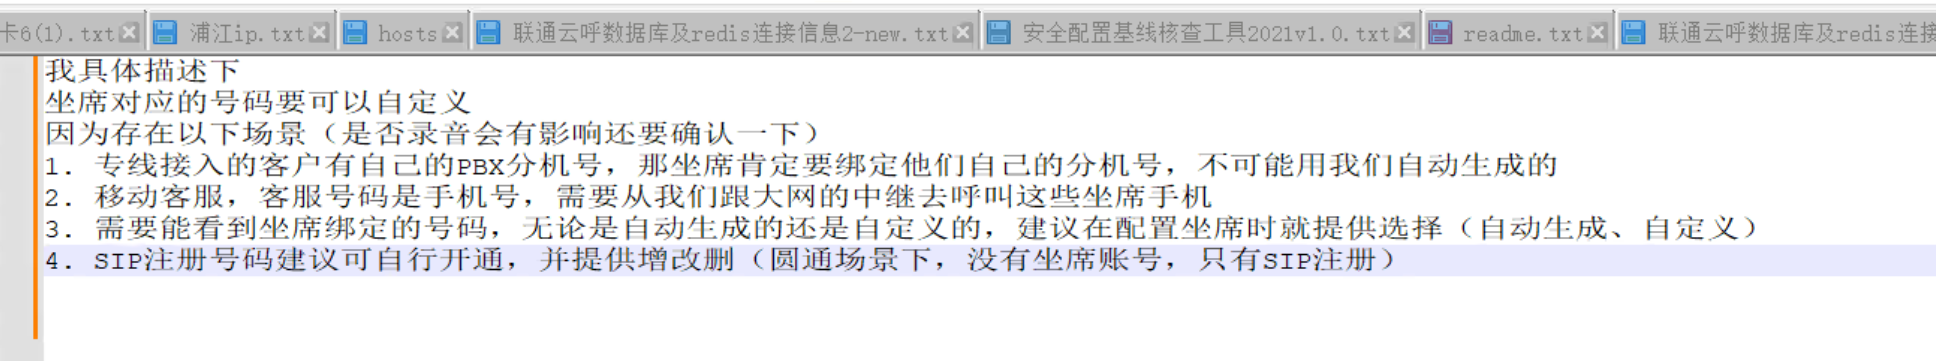 卡6(1).txt 浦江ip.txt hosts 联通云呼数据库及redis连接信息2-new.txt 安全配置基线核查工具2021v1.0.txt readme.txt 联通云呼数据库及redis连接
我具体描述下
坐席对应的号码要可以自定义
因为存在以下场景（是否录音会有影响还要确认一下）
1. 专线接入的客户有自己的PBX分机号，那坐席肯定要绑定他们自己的分机号，不可能用我们自动生成的
2. 移动客服，客服号码是手机号，需要从我们跟大网的中继去呼叫这些坐席手机
3. 需要能看到坐席绑定的号码，无论是自动生成的还是自定义的，建议在配置坐席时就提供选择（自动生成、自定义）
4. SIP注册号码建议可自行开通，并提供增改删（圆通场景下，没有坐席账号，只有SIP注册）